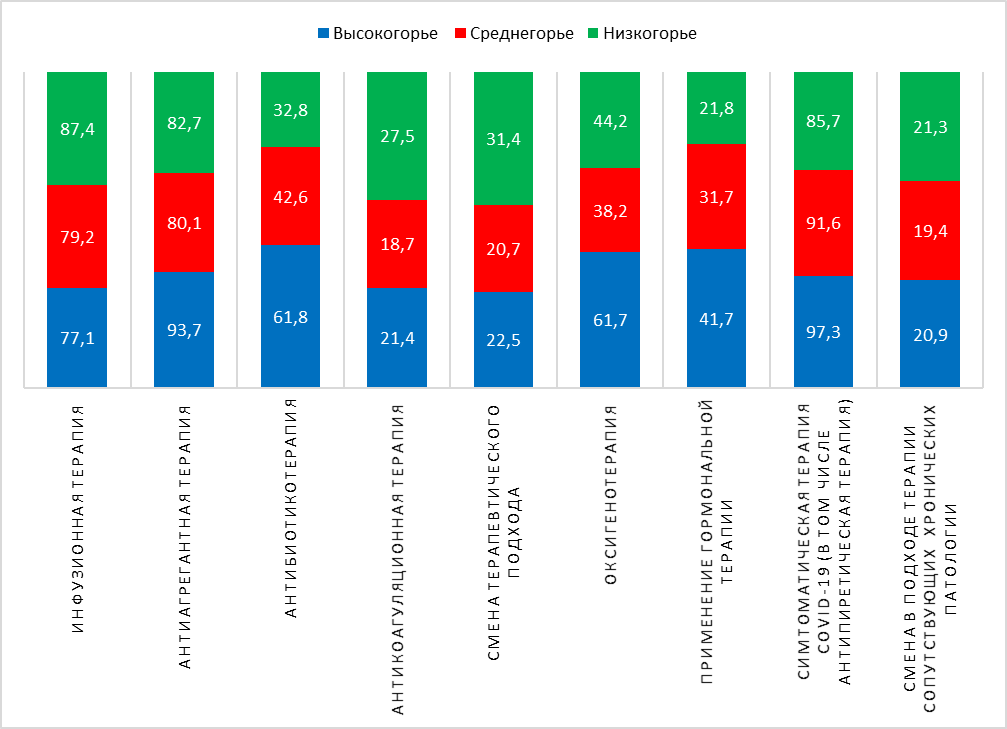 Высокогорье Среднегорье Низкогорье
87,4 82,7 32,8 27,5 31,4 44,2 21,8 85,7 21,3
79,2 80,1 42,6 18,7 20,7 38,2 31,7 91,6 19,4
77,1 93,7 61,8 21,4 22,5 61,7 41,7 97,3 20,9
ИНФУЗИОННАЯ ТЕРАПИЯ
АНТИАГРЕГАНТНАЯ ТЕРАПИЯ
АНТИБИОТИКОТЕРАПИЯ
АНТИКОАГУЛЯЦИОННАЯ ТЕРАПИЯ
СМЕНА ТЕРАПЕВТИЧЕСКОГО
ПОДХОДА
ОКСИГЕНОТЕРАПИЯ
ПРИМЕНЕНИЕ ГОРМОНАЛЬНОЙ
ТЕРАПИИ
СИМТОМАТИЧЕСКАЯ ТЕРАПИЯ
COVID-19 (В ТОМ ЧИСЛЕ
АНТИПИРЕТИЧЕСКАЯ ТЕРАПИЯ)
СМЕНА В ПОДХОДЕ ТЕРАПИИ
СОПУТСТВУЮЩИХ ХРОНИЧЕСКИХ
ПАТОЛОГИИ